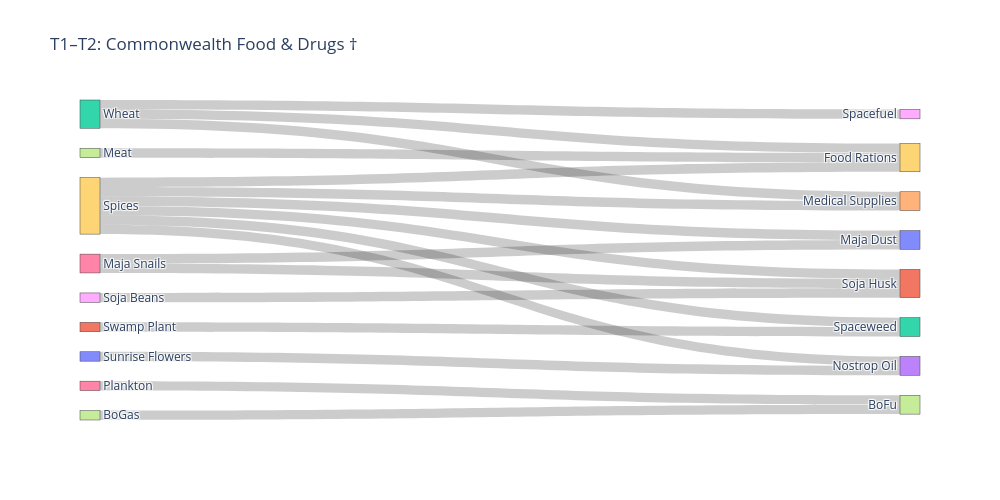 T1–T2: Commonwealth Food & Drugs †
Wheat
Meat
Spices
Maja Snails
Soja Beans
Swamp Plant
Sunrise Flowers
Plankton
BoGas
Spacefuel
Food Rations
Medical Supplies
Maja Dust
Soja Husk
Spaceweed
Nostrop Oil
BoFu